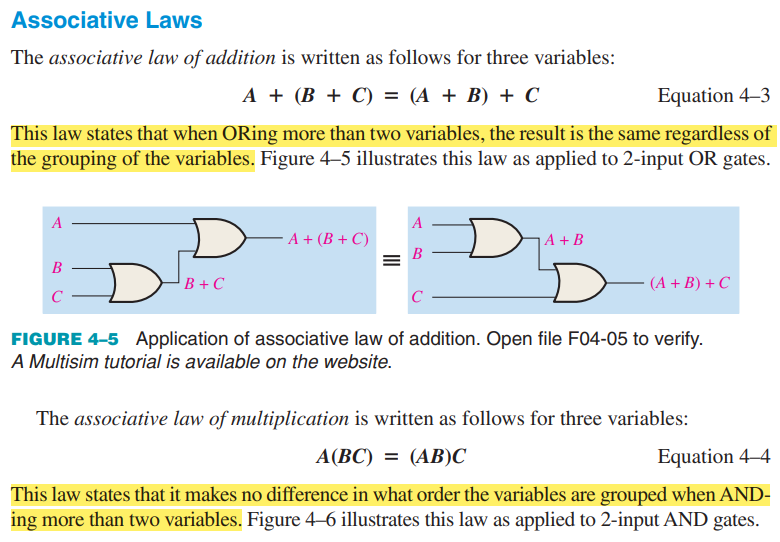 Associative Laws
The associative law of addition is written as follows for three variables:
A + (B + C) = (A + B) + C Equation 4–3
This law states that when ORing more than two variables, the result is the same regardless of
the grouping of the variables. Figure 4–5 illustrates this law as applied to 2-input OR gates.
A
A + (B + C)
B
B + C
C
≡
A
A + B
B
(A + B) + C
C
FIGURE 4–5 Application of associative law of addition. Open file F04-05 to verify.
A Multisim tutorial is available on the website.
The associative law of multiplication is written as follows for three variables:
A(BC) = (AB)C Equation 4–4
This law states that it makes no difference in what order the variables are grouped when AND-
ing more than two variables. Figure 4–6 illustrates this law as applied to 2-input AND gates.